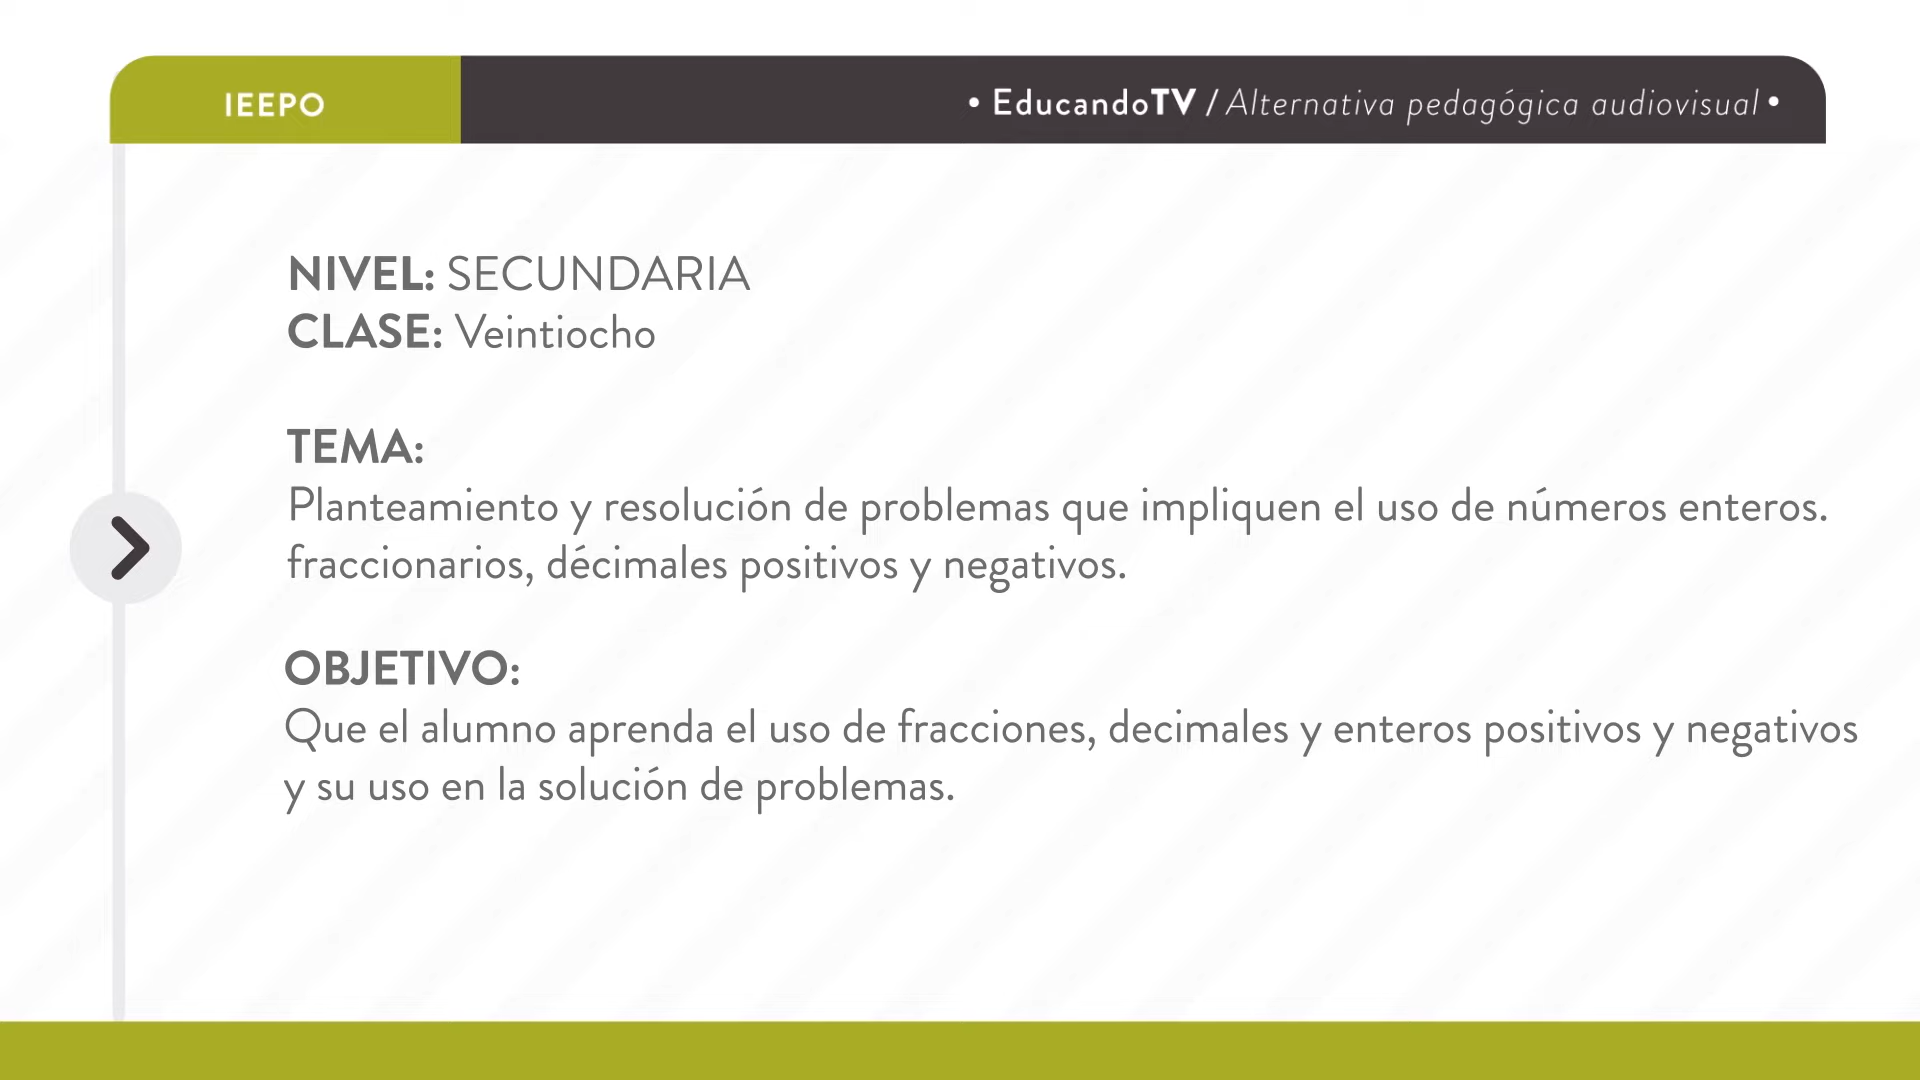 IEEPO
• EducandoTV / Alternativa pedagógica audiovisual •
NIVEL: SECUNDARIA
CLASE: Veintiocho
TEMA:
Planteamiento y resolución de problemas que impliquen el uso de números enteros.
fraccionarios, décimales positivos y negativos.
OBJETIVO:
Que el alumno aprenda el uso de fracciones, decimales y enteros positivos y negativos
y su uso en la solución de problemas.